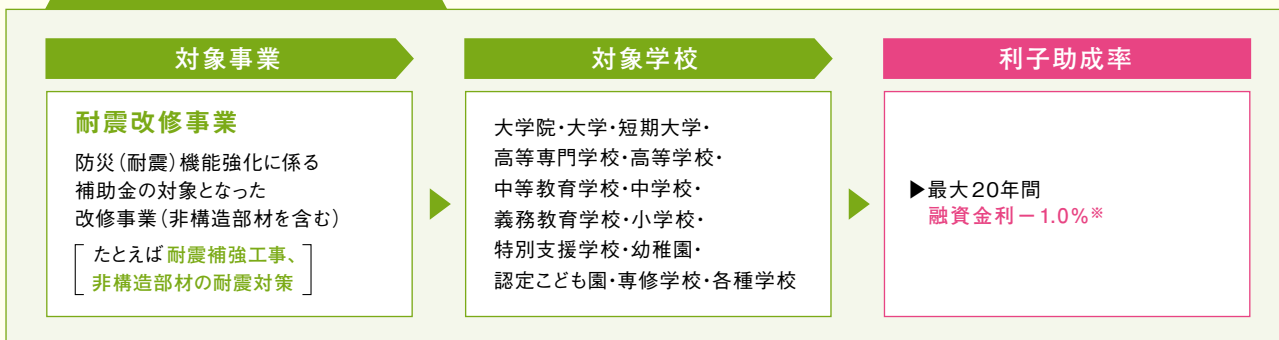 対象事業
耐震改修事業
防災(耐震)機能強化に係る
補助金の対象となった
改修事業(非構造部材を含む)
たとえば耐震補強工事、
非構造部材の耐震対策
対象学校
大学院・大学・短期大学・
高等専門学校・高等学校・
中等教育学校・中学校・
義務教育学校・小学校・
特別支援学校・幼稚園・
認定こども園・専修学校・各種学校
利子助成率
▶最大20年間
融資金利－1.0%※